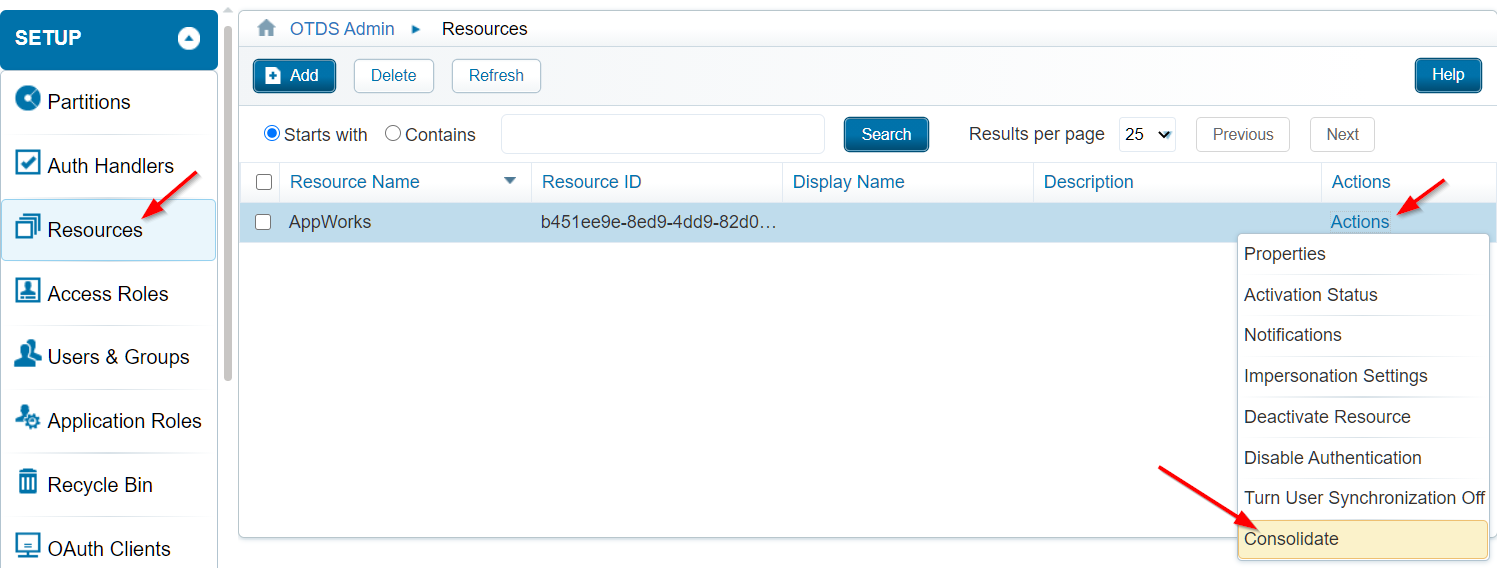 SETUP
Partitions
Auth Handlers
Resources
Access Roles
Users & Groups
Application Roles
Recycle Bin
OAuth Clients
OTDS Admin Resources
Add Delete Refresh Help
Starts with Contains Search Results per page 25 Previous Next
Resource Name Resource ID Display Name Description Actions
AppWorks b451ee9e-8ed9-4dd9-82d0... Actions
Properties
Activation Status
Notifications
Impersonation Settings
Deactivate Resource
Disable Authentication
Turn User Synchronization Off
Consolidate